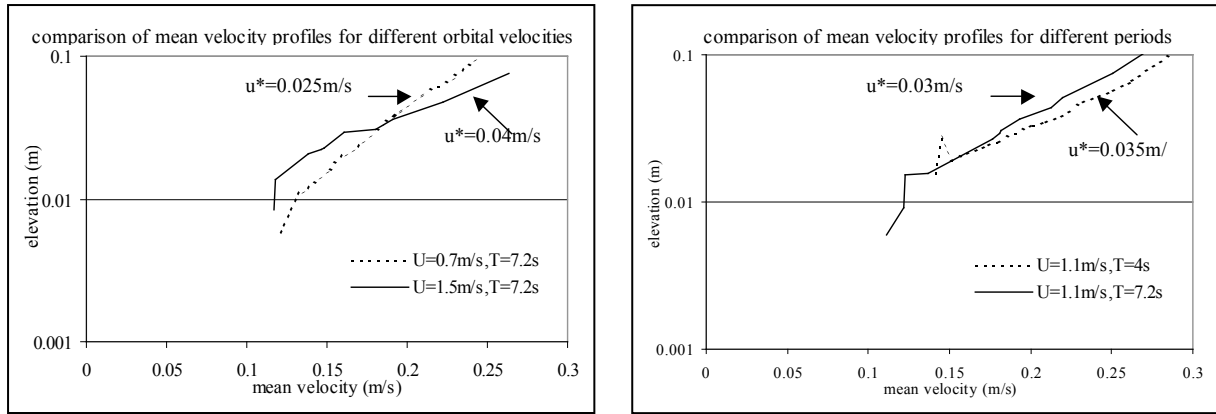 comparison of mean velocity profiles for different orbital velocities
0.1
u*=0.025m/s
u*=0.04m/s
elevation (m)
0.01
U=0.7m/s,T=7.2s
U=1.5m/s,T=7.2s
0.001
0 0.05 0.1 0.15 0.2 0.25 0.3
mean velocity (m/s)
comparison of mean velocity profiles for different periods
0.1
u*=0.03m/s
u*=0.035m/
elevation (m)
0.01
U=1.1m/s,T=4s
U=1.1m/s,T=7.2s
0.001
0 0.05 0.1 0.15 0.2 0.25 0.3
mean velocity (m/s)